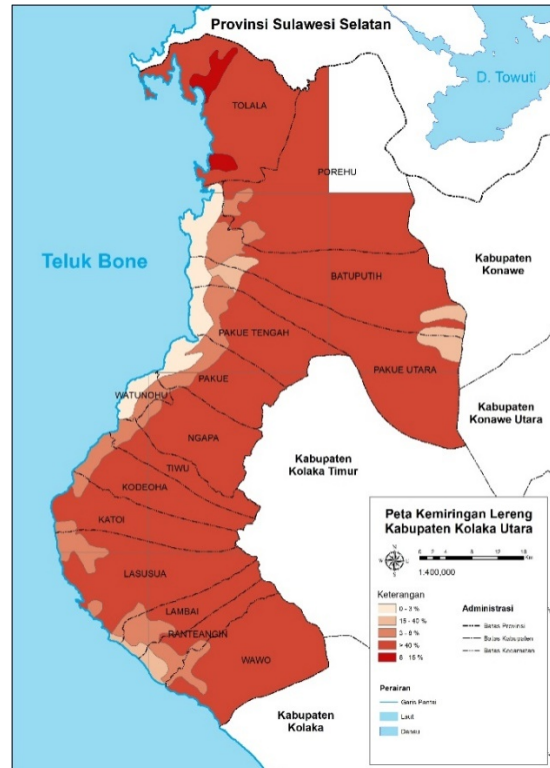 Provinsi Sulawesi Selatan
D. Towuti
TOLALA
POREHU
Teluk Bone
Kabupaten
Konawe
BATUPUTIH
PAKUE TENGAH
PAKUE UTARA
PAKUE
WATUNOHU
Kabupaten
Konawe Utara
NGAPA
Kabupaten
Kolaka Timur
TIWU
KODEOHA
KATOI
LASUSUA
LAMBAI
RANTEANGIN
WAWO
Kabupaten
Kolaka
Peta Kemiringan Lereng
Kabupaten Kolaka Utara
1:400,000
Keterangan
0 - 3 %
15 - 40 %
3 - 8 %
> 40 %
8 - 15 %
Administrasi
Batas Provinsi
Batas Kabupaten
Batas Kecamatan
Perairan
Garis Pantai
Laut
Danau